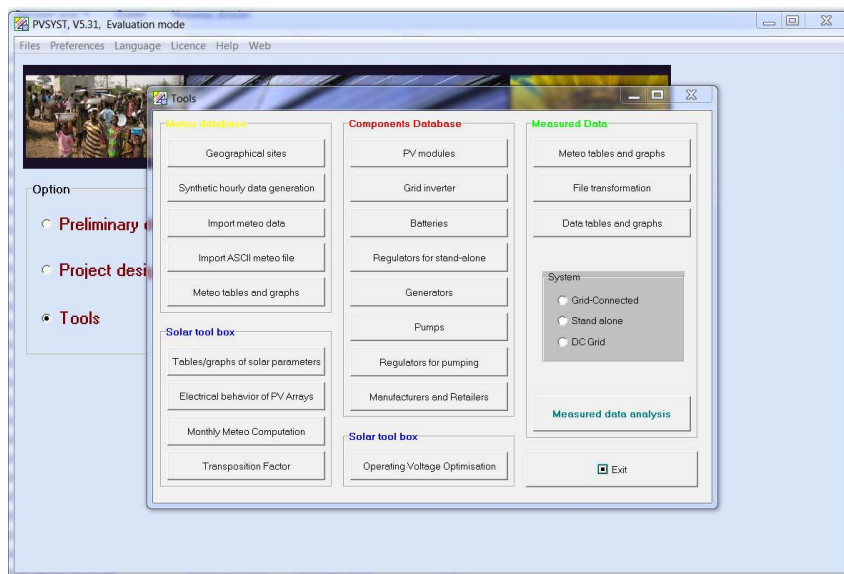 PVSYST, V5.31, Evaluation mode
Files Preferences Language Licence Help Web
Tools
Meteo database
Geographical sites
Synthetic hourly data generation
Import meteo data
Import ASCII meteo file
Meteo tables and graphs
Solar tool box
Tables/graphs of solar parameters
Electrical behavior of PV Arrays
Monthly Meteo Computation
Transposition Factor
Components Database
PV modules
Grid inverter
Batteries
Regulators for stand-alone
Generators
Pumps
Regulators for pumping
Manufacturers and Retailers
Solar tool box
Operating Voltage Optimisation
Measured Data
Meteo tables and graphs
File transformation
Data tables and graphs
System
Grid-Connected
Stand alone
DC Grid
Measured data analysis
Exit
Option
Preliminary
Project desi
Tools